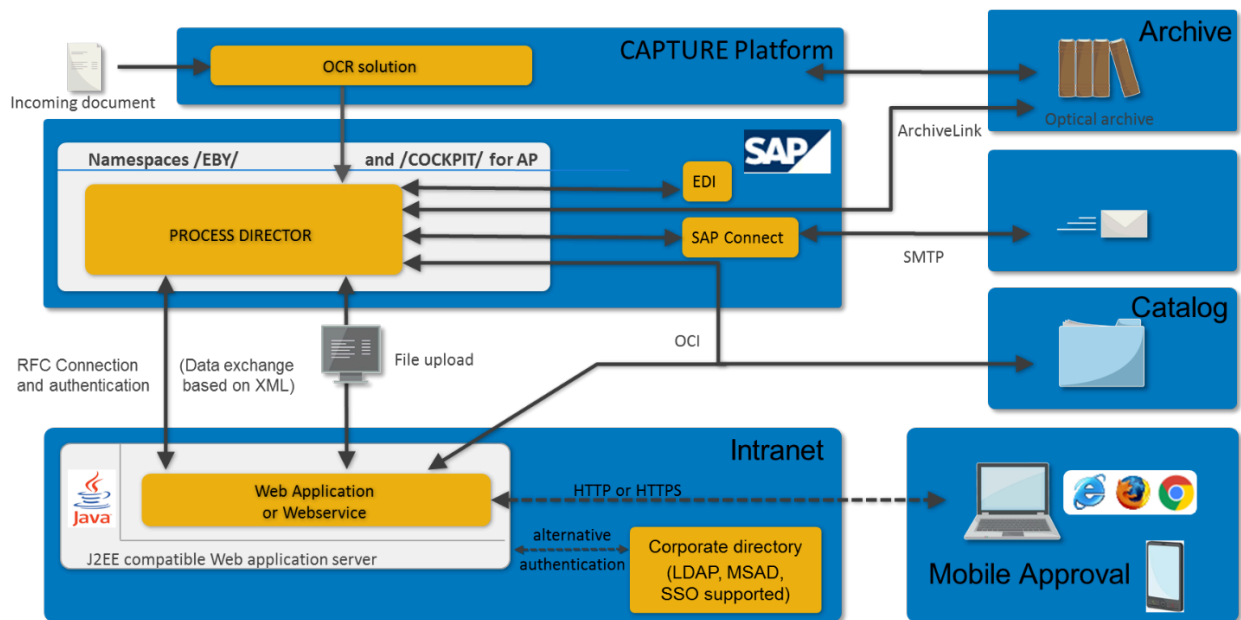 CAPTURE Platform
Archive
OCR solution
Incoming document
Optical archive
ArchiveLink
SAP
Namespaces /EBY/ and /COCKPIT/ for AP
EDI
PROCESS DIRECTOR
SAP Connect
SMTP
Catalog
OCI
RFC Connection
and authentication
(Data exchange
based on XML)
File upload
Intranet
Java
Web Application
or Webservice
HTTP or HTTPS
J2EE compatible Web application server
alternative
authentication
Corporate directory
(LDAP, MSAD,
SSO supported)
Mobile Approval